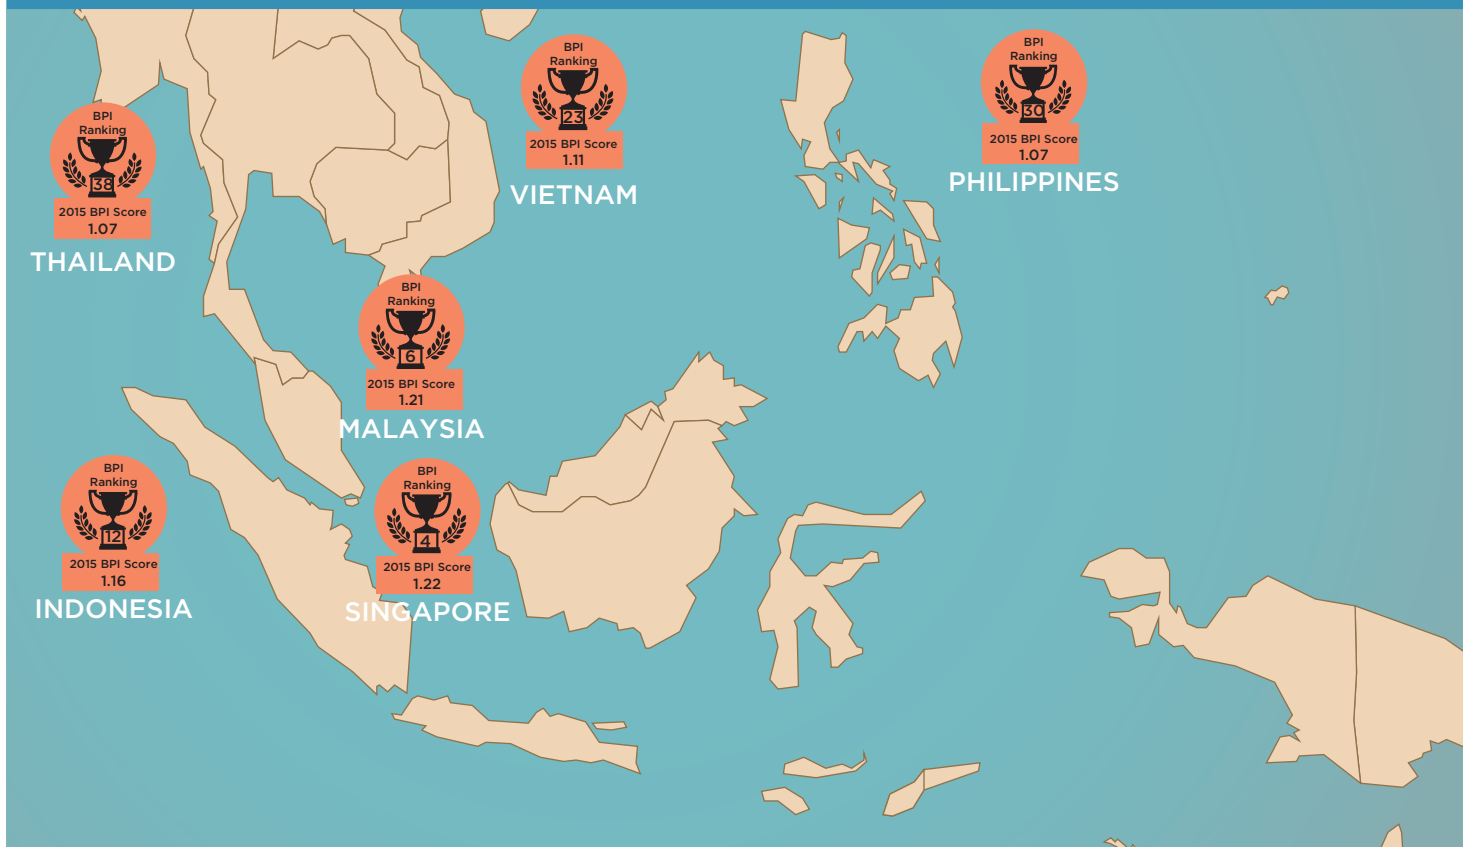 BPI
Ranking
38
2015 BPI Score
1.07
THAILAND
BPI
Ranking
23
2015 BPI Score
1.11
VIETNAM
BPI
Ranking
30
2015 BPI Score
1.07
PHILIPPINES
BPI
Ranking
6
2015 BPI Score
1.21
MALAYSIA
BPI
Ranking
12
2015 BPI Score
1.16
INDONESIA
BPI
Ranking
4
2015 BPI Score
1.22
SINGAPORE